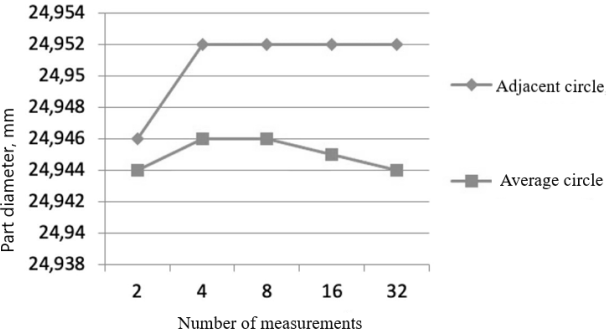 24,954
24,952
24,95
24,948
24,946
24,944
24,942
24,94
24,938
Part diameter, mm
2 4 8 16 32
Number of measurements
Adjacent circle
Average circle